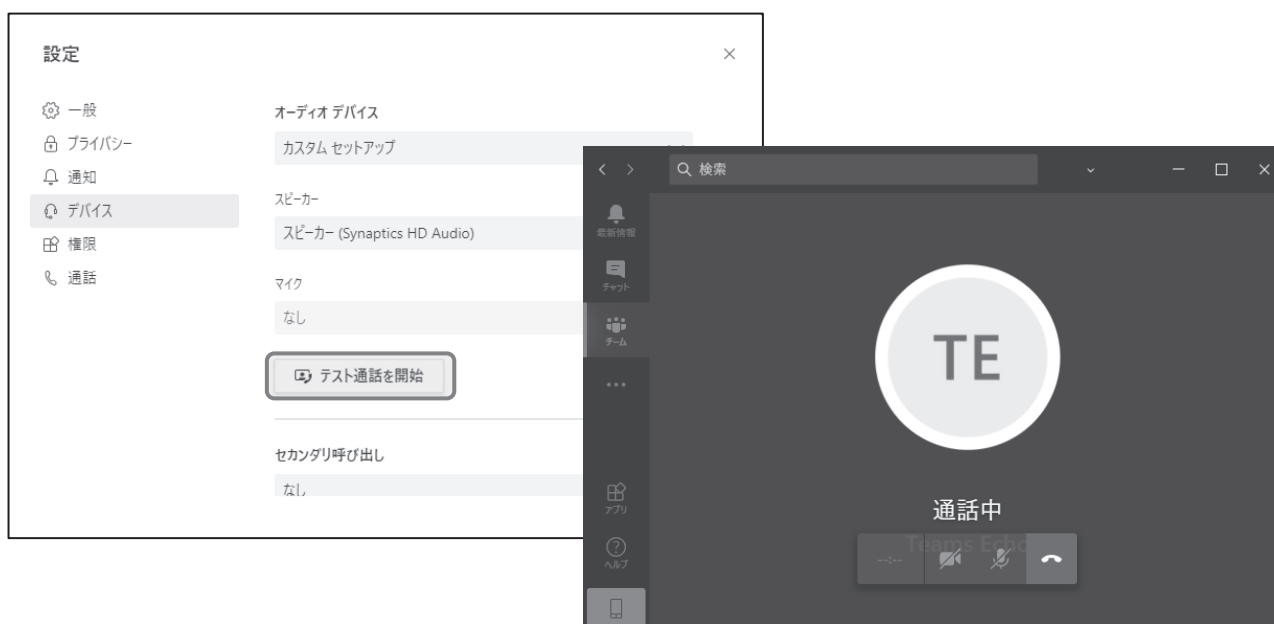 設定
一般
プライバシー
通知
デバイス
権限
通話
オーディオ デバイス
カスタム セットアップ
スピーカー
スピーカー (Synaptics HD Audio)
マイク
なし
テスト通話を開始
セカンダリ呼び出し
なし
検索
最新情報
チャット
チーム
アプリ
ヘルプ
TE
通話中
Teams Echo
--:--